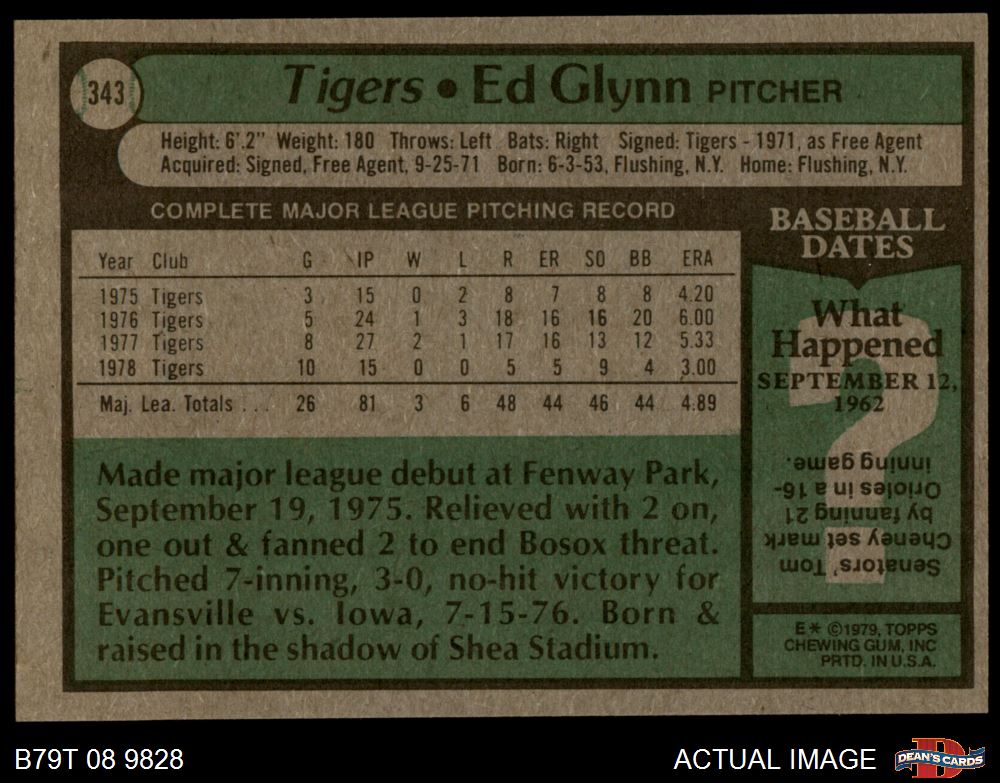 343
Tigers • Ed Glynn PITCHER
Height: 6'.2" Weight: 180 Throws: Left Bats: Right Signed: Tigers - 1971, as Free Agent
Acquired: Signed, Free Agent, 9-25-71 Born: 6-3-53, Flushing, N.Y. Home: Flushing, N.Y.
COMPLETE MAJOR LEAGUE PITCHING RECORD
Year Club G IP W L R ER SO BB ERA
1975 Tigers 3 15 0 2 8 7 8 8 4.20
1976 Tigers 5 24 1 3 18 16 16 20 6.00
1977 Tigers 8 27 2 1 17 16 13 12 5.33
1978 Tigers 10 15 0 0 5 5 9 4 3.00
Maj. Lea. Totals ... 26 81 3 6 48 44 46 44 4.89
Made major league debut at Fenway Park,
September 19, 1975. Relieved with 2 on,
one out & fanned 2 to end Bosox threat.
Pitched 7-inning, 3-0, no-hit victory for
Evansville vs. Iowa, 7-15-76. Born &
raised in the shadow of Shea Stadium.
BASEBALL
DATES
What
Happened
SEPTEMBER 12,
1962
?
Senators' Tom
Cheney set mark
by fanning 21
Orioles in a 16-
inning game.
E* ©1979, TOPPS
CHEWING GUM, INC
PRTD. IN U.S.A.
B79T 08 9828
ACTUAL IMAGE
D
DEAN'S CARDS